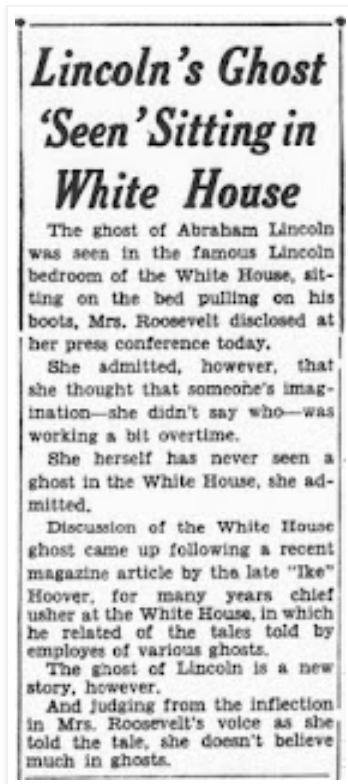 Lincoln's Ghost
'Seen' Sitting in
White House
The ghost of Abraham Lincoln
was seen in the famous Lincoln
bedroom of the White House, sit-
ting on the bed pulling on his
boots, Mrs. Roosevelt disclosed at
her press conference today.
She admitted, however, that
she thought that someone's imag-
ination—she didn't say who—was
working a bit overtime.
She herself has never seen a
ghost in the White House, she ad-
mitted.
Discussion of the White House
ghost came up following a recent
magazine article by the late "Ike"
Hoover, for many years chief
usher at the White House, in which
he related of the tales told by
employes of various ghosts.
The ghost of Lincoln is a new
story, however.
And judging from the inflection
in Mrs. Roosevelt's voice as she
told the tale, she doesn't believe
much in ghosts.